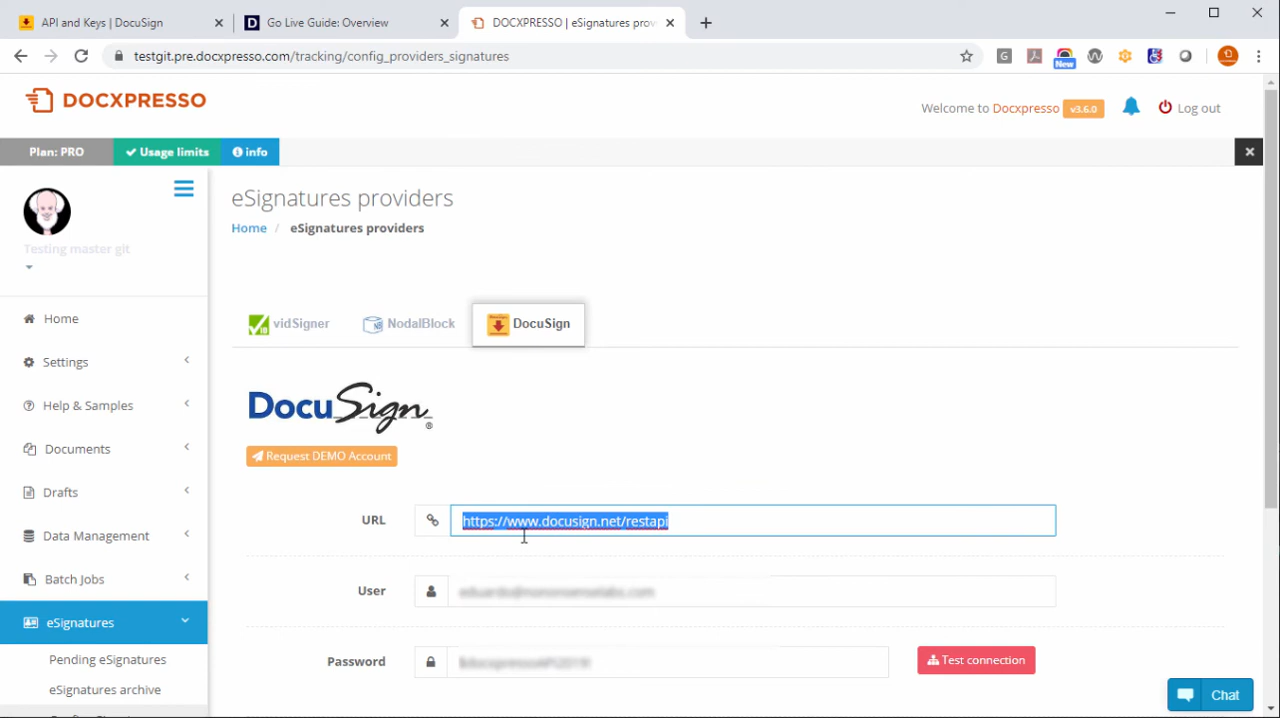 API and Keys | DocuSign
Go Live Guide: Overview
DOCXPRESSO | eSignatures prov
testgit.pre.docxpresso.com/tracking/config_providers_signatures
New
DOCXPRESSO
Welcome to Docxpresso v3.6.0 Log out
Plan: PRO Usage limits info
Testing master git
eSignatures providers
Home / eSignatures providers
vidSigner NodalBlock DocuSign
DocuSign
Request DEMO Account
URL https://www.docusign.net/restapi
User
Password Test connection
Home
Settings
Help & Samples
Documents
Drafts
Data Management
Batch Jobs
eSignatures
Pending eSignatures
eSignatures archive
Chat